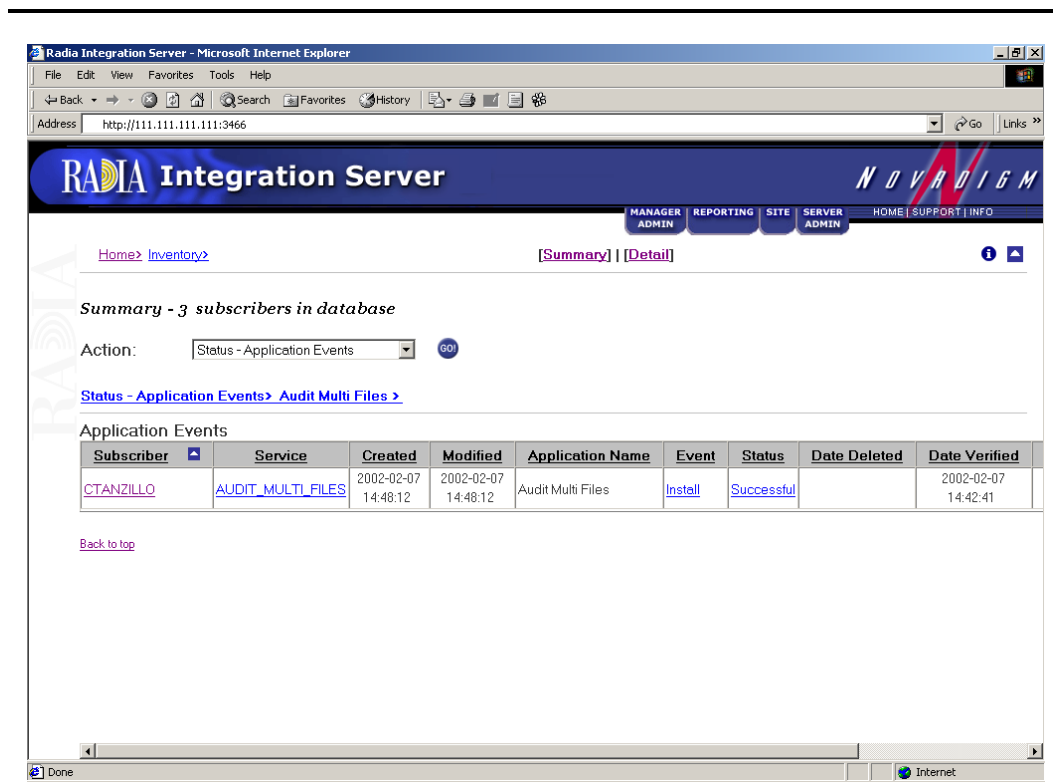 Radia Integration Server - Microsoft Internet Explorer
File Edit View Favorites Tools Help
Back Search Favorites History
Address http://111.111.111.111:3466 Go Links »
RADIA Integration Server NOVADIGM
MANAGER ADMIN REPORTING SITE SERVER ADMIN HOME | SUPPORT | INFO
Home> Inventory> [Summary] | [Detail]
RADIA
Summary - 3 subscribers in database
Action: Status - Application Events GO!
Status - Application Events> Audit Multi Files >
Application Events
Subscriber Service Created Modified Application Name Event Status Date Deleted Date Verified
CTANZILLO AUDIT_MULTI_FILES 2002-02-07 14:48:12 2002-02-07 14:48:12 Audit Multi Files Install Successful 2002-02-07 14:42:41
Back to top
Done Internet